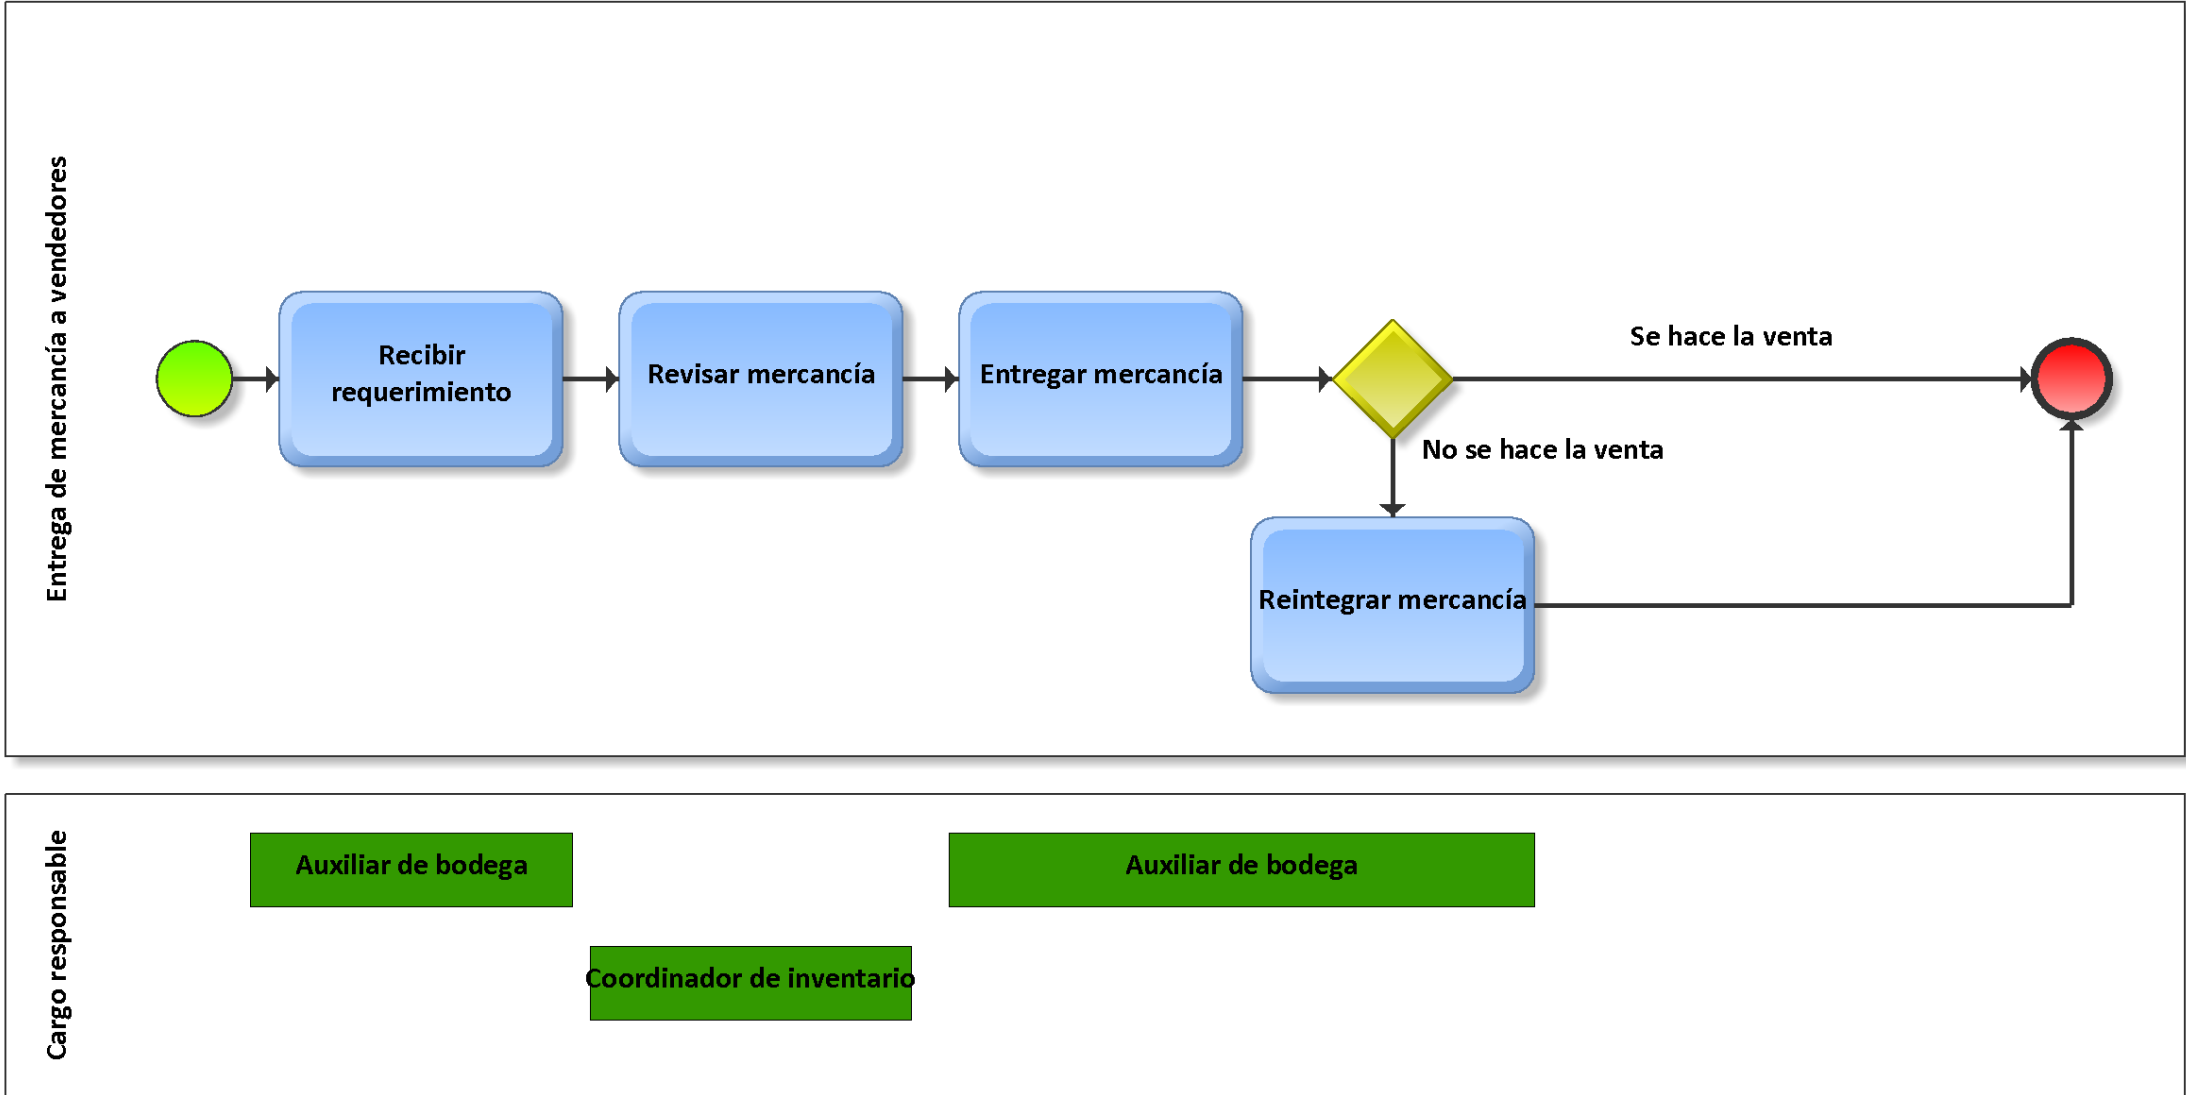 Entrega de mercancía a vendedores
Recibir
requerimiento
Revisar mercancía
Entregar mercancía
Se hace la venta
No se hace la venta
Reintegrar mercancía
Cargo responsable
Auxiliar de bodega
Auxiliar de bodega
Coordinador de inventario